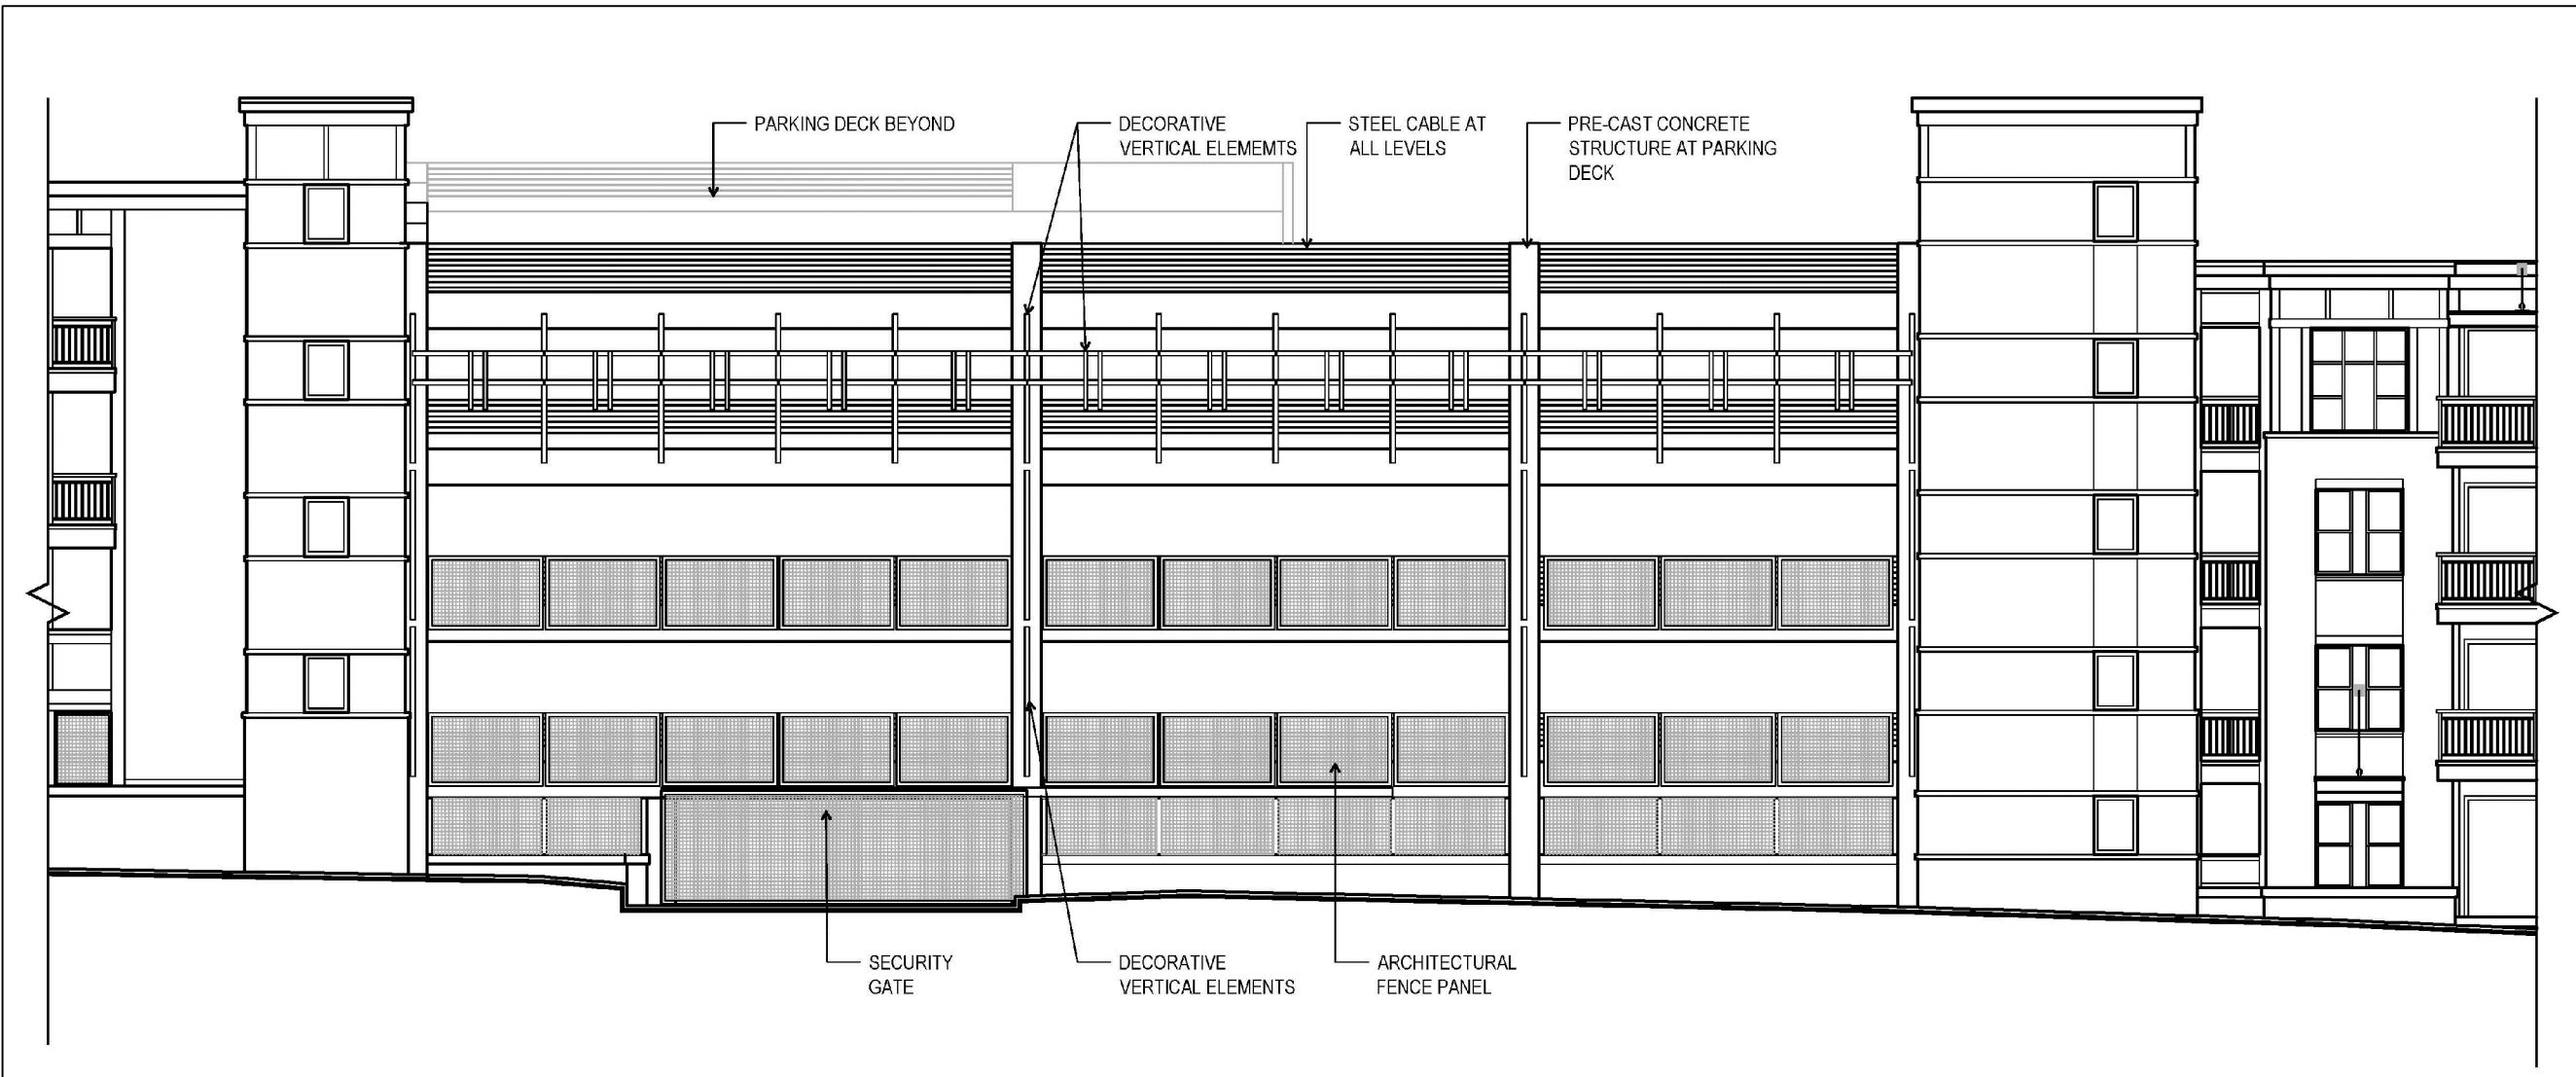 PARKING DECK BEYOND
DECORATIVE
VERTICAL ELEMEMTS
STEEL CABLE AT
ALL LEVELS
PRE-CAST CONCRETE
STRUCTURE AT PARKING
DECK
SECURITY
GATE
DECORATIVE
VERTICAL ELEMENTS
ARCHITECTURAL
FENCE PANEL